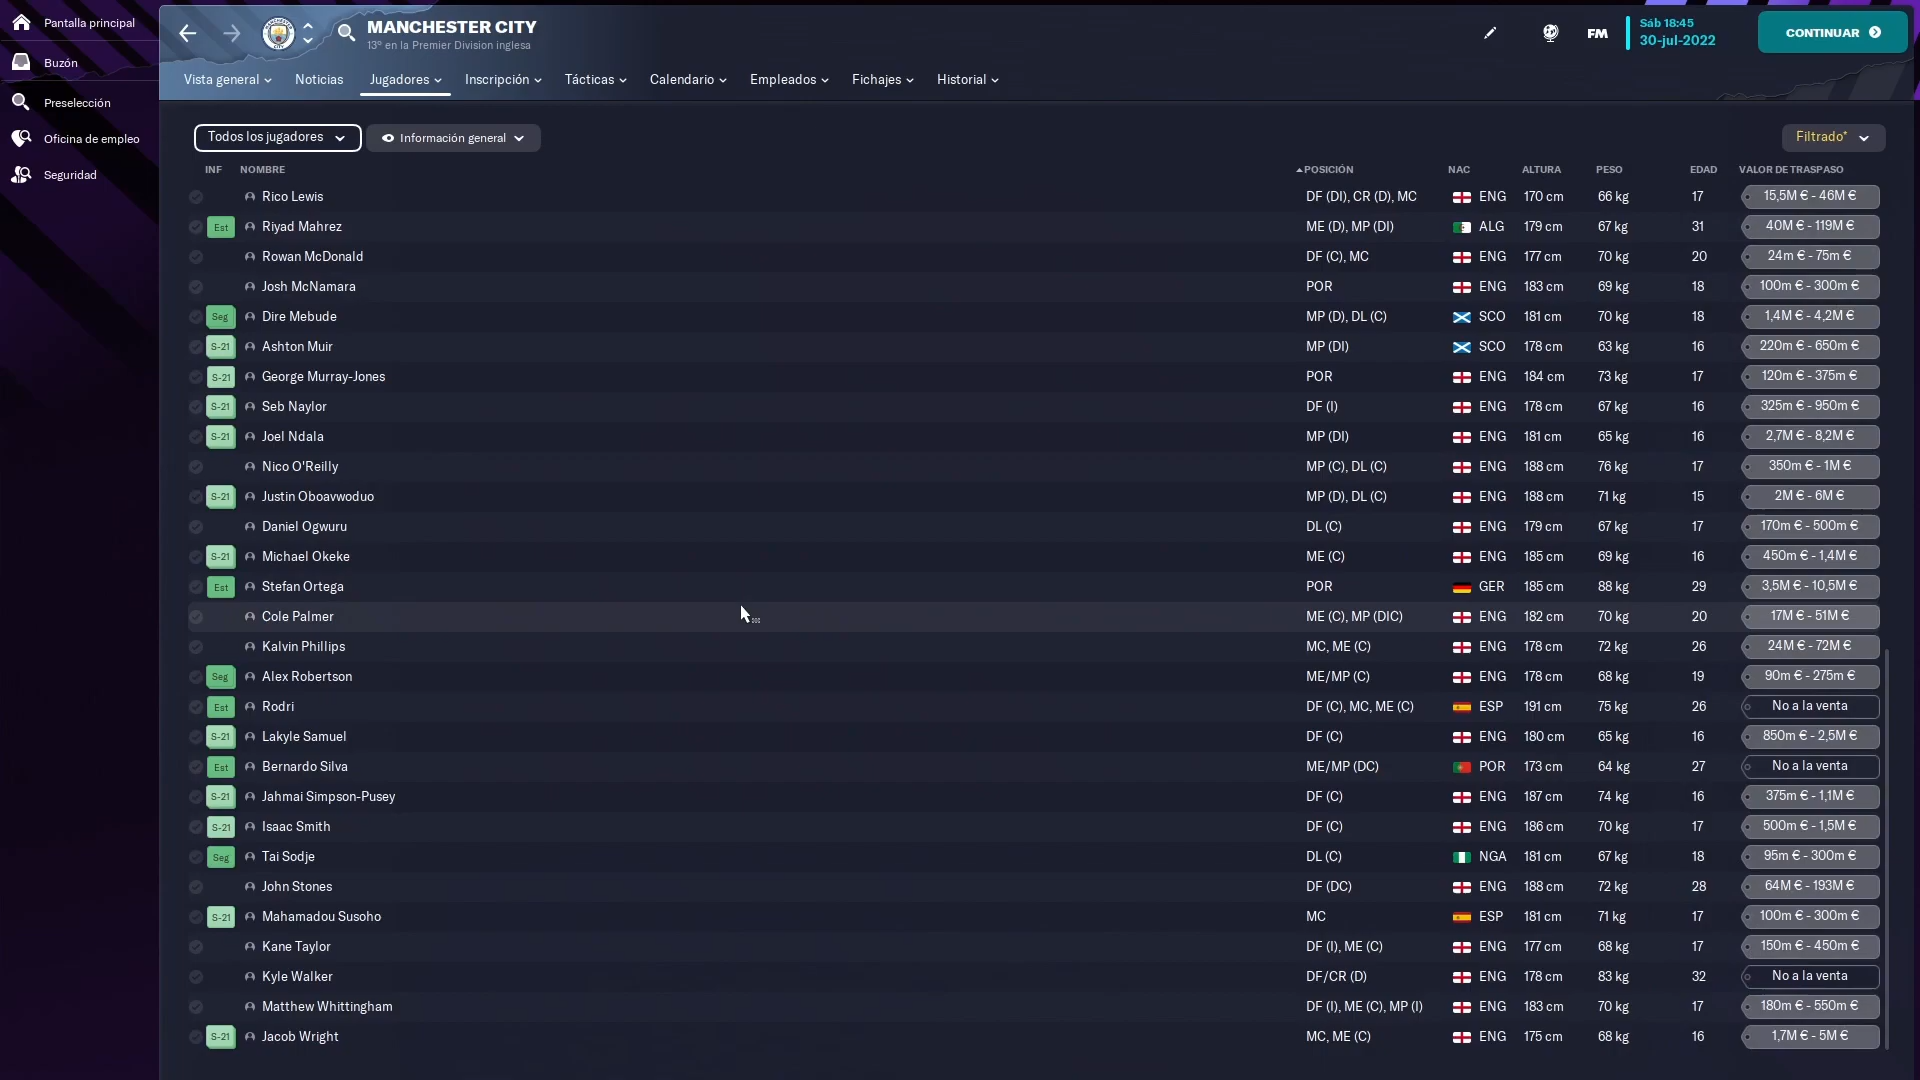 Pantalla principal
Buzón
Preselección
Oficina de empleo
Seguridad
MANCHESTER CITY
13º en la Premier Division inglesa
FM
Sáb 18:45
30-jul-2022
CONTINUAR
Vista general Noticias Jugadores Inscripción Tácticas Calendario Empleados Fichajes Historial
Todos los jugadores Información general Filtrado*
INF NOMBRE POSICIÓN NAC ALTURA PESO EDAD VALOR DE TRASPASO
Rico Lewis DF (DI), CR (D), MC ENG 170 cm 66 kg 17 15,5M € - 46M €
Est Riyad Mahrez ME (D), MP (DI) ALG 179 cm 67 kg 31 40M € - 119M €
Rowan McDonald DF (C), MC ENG 177 cm 70 kg 20 24m € - 75m €
Josh McNamara POR ENG 183 cm 69 kg 18 100m € - 300m €
Seg Dire Mebude MP (D), DL (C) SCO 181 cm 70 kg 18 1,4M € - 4,2M €
S-21 Ashton Muir MP (DI) SCO 178 cm 63 kg 16 220m € - 650m €
S-21 George Murray-Jones POR ENG 184 cm 73 kg 17 120m € - 375m €
S-21 Seb Naylor DF (I) ENG 178 cm 67 kg 16 325m € - 950m €
S-21 Joel Ndala MP (DI) ENG 181 cm 65 kg 16 2,7M € - 8,2M €
Nico O'Reilly MP (C), DL (C) ENG 188 cm 76 kg 17 350m € - 1M €
S-21 Justin Oboavwoduo MP (D), DL (C) ENG 188 cm 71 kg 15 2M € - 6M €
Daniel Ogwuru DL (C) ENG 179 cm 67 kg 17 170m € - 500m €
S-21 Michael Okeke ME (C) ENG 185 cm 69 kg 16 450m € - 1,4M €
Est Stefan Ortega POR GER 185 cm 88 kg 29 3,5M € - 10,5M €
Cole Palmer ME (C), MP (DIC) ENG 182 cm 70 kg 20 17M € - 51M €
Kalvin Phillips MC, ME (C) ENG 178 cm 72 kg 26 24M € - 72M €
Seg Alex Robertson ME/MP (C) ENG 178 cm 68 kg 19 90m € - 275m €
Est Rodri DF (C), MC, ME (C) ESP 191 cm 75 kg 26 No a la venta
S-21 Lakyle Samuel DF (C) ENG 180 cm 65 kg 16 850m € - 2,5M €
Est Bernardo Silva ME/MP (DC) POR 173 cm 64 kg 27 No a la venta
S-21 Jahmai Simpson-Pusey DF (C) ENG 187 cm 74 kg 16 375m € - 1,1M €
S-21 Isaac Smith DF (C) ENG 186 cm 70 kg 17 500m € - 1,5M €
Seg Tai Sodje DL (C) NGA 181 cm 67 kg 18 95m € - 300m €
John Stones DF (DC) ENG 188 cm 72 kg 28 64M € - 193M €
S-21 Mahamadou Susoho MC ESP 181 cm 71 kg 17 100m € - 300m €
Kane Taylor DF (I), ME (C) ENG 177 cm 68 kg 17 150m € - 450m €
Kyle Walker DF/CR (D) ENG 178 cm 83 kg 32 No a la venta
Matthew Whittingham DF (I), ME (C), MP (I) ENG 183 cm 70 kg 17 180m € - 550m €
S-21 Jacob Wright MC, ME (C) ENG 175 cm 68 kg 16 1,7M € - 5M €